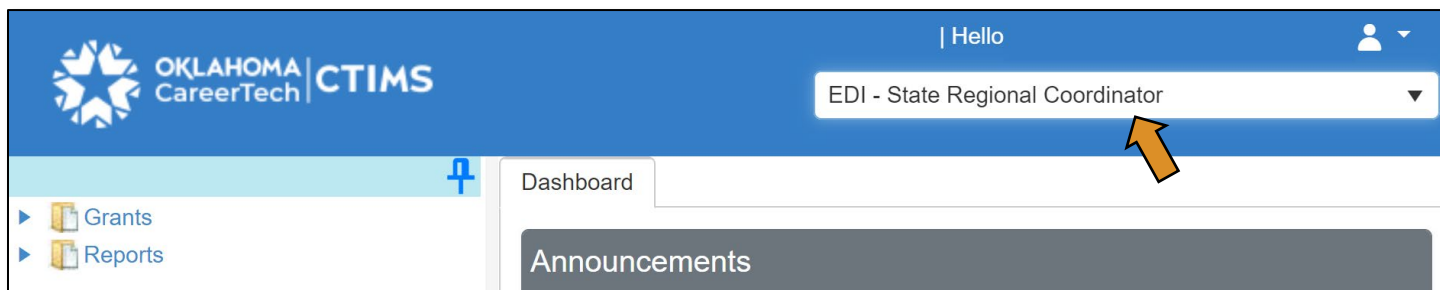 | Hello
OKLAHOMA
CareerTech
CTIMS
EDI - State Regional Coordinator
Dashboard
Grants
Reports
Announcements